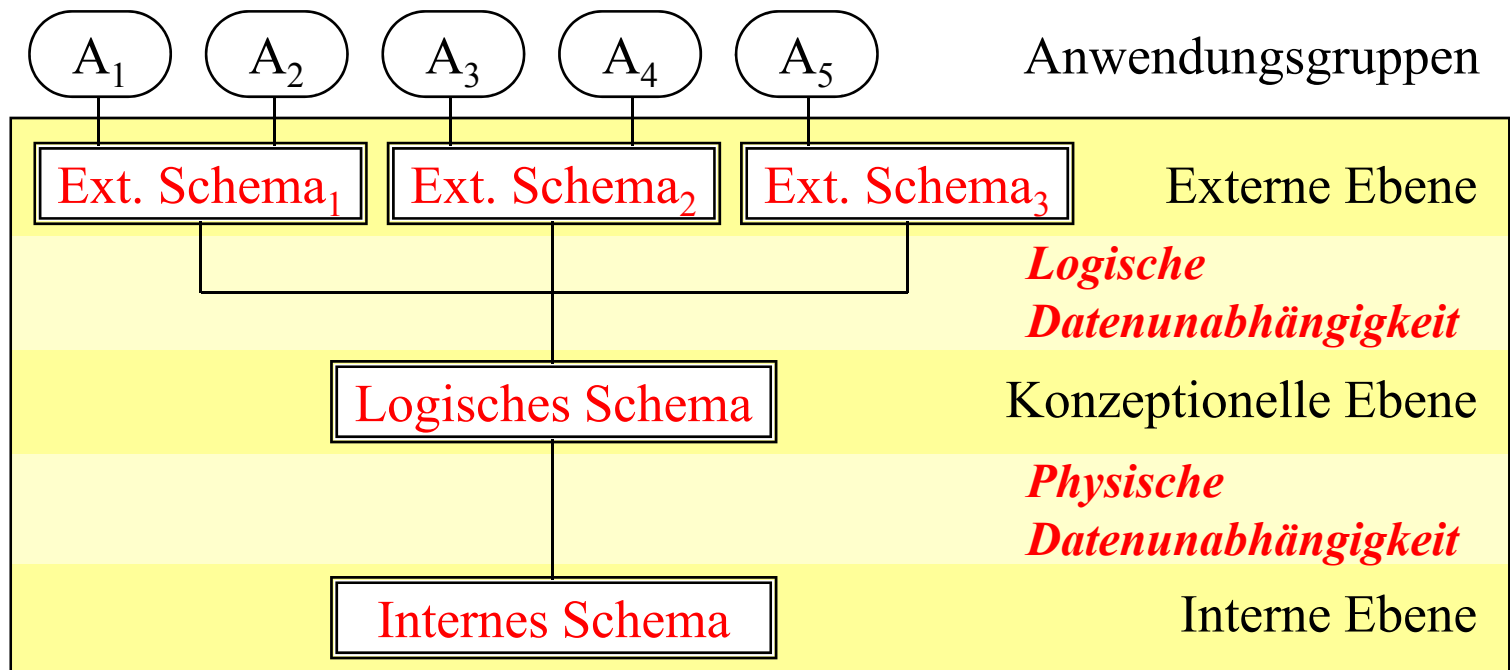 A1 A2 A3 A4 A5 Anwendungsgruppen
Ext. Schema1 Ext. Schema2 Ext. Schema3 Externe Ebene
Logische
Datenunabhängigkeit
Logisches Schema Konzeptionelle Ebene
Physische
Datenunabhängigkeit
Internes Schema Interne Ebene